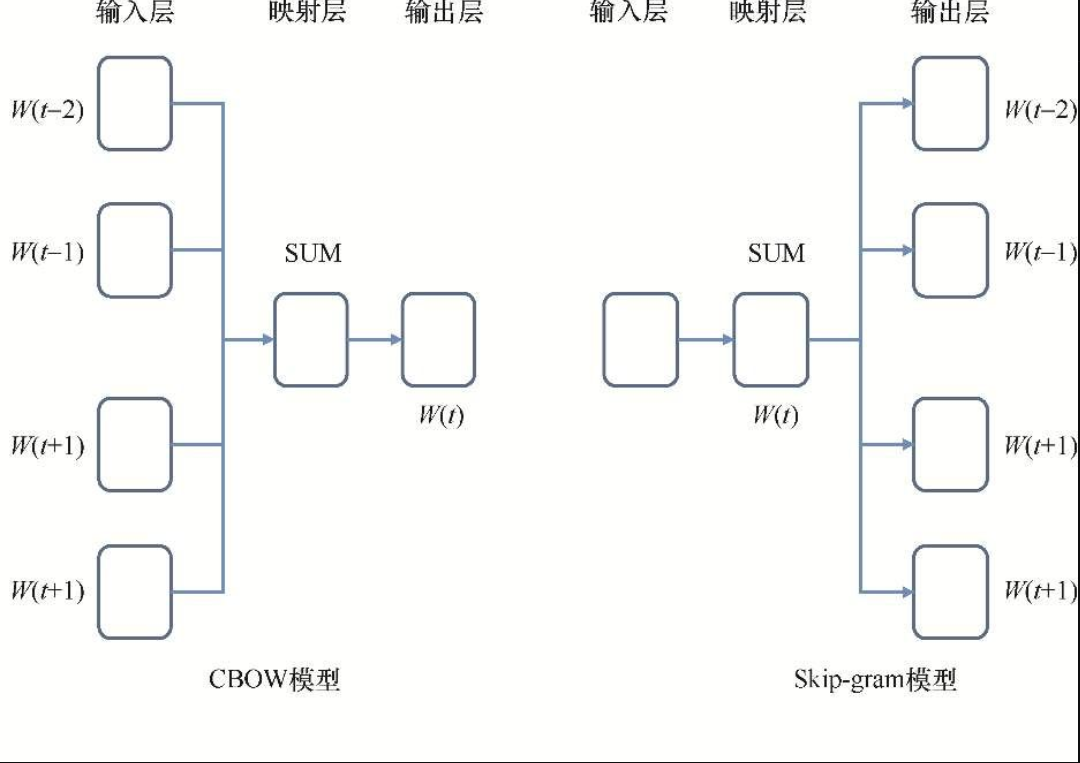 输入层 映射层 输出层 输入层 映射层 输出层
W(t–2) W(t–2)
W(t–1) SUM SUM W(t–1)
W(t) W(t)
W(t+1) W(t+1)
W(t+1) W(t+1)
CBOW模型 Skip-gram模型